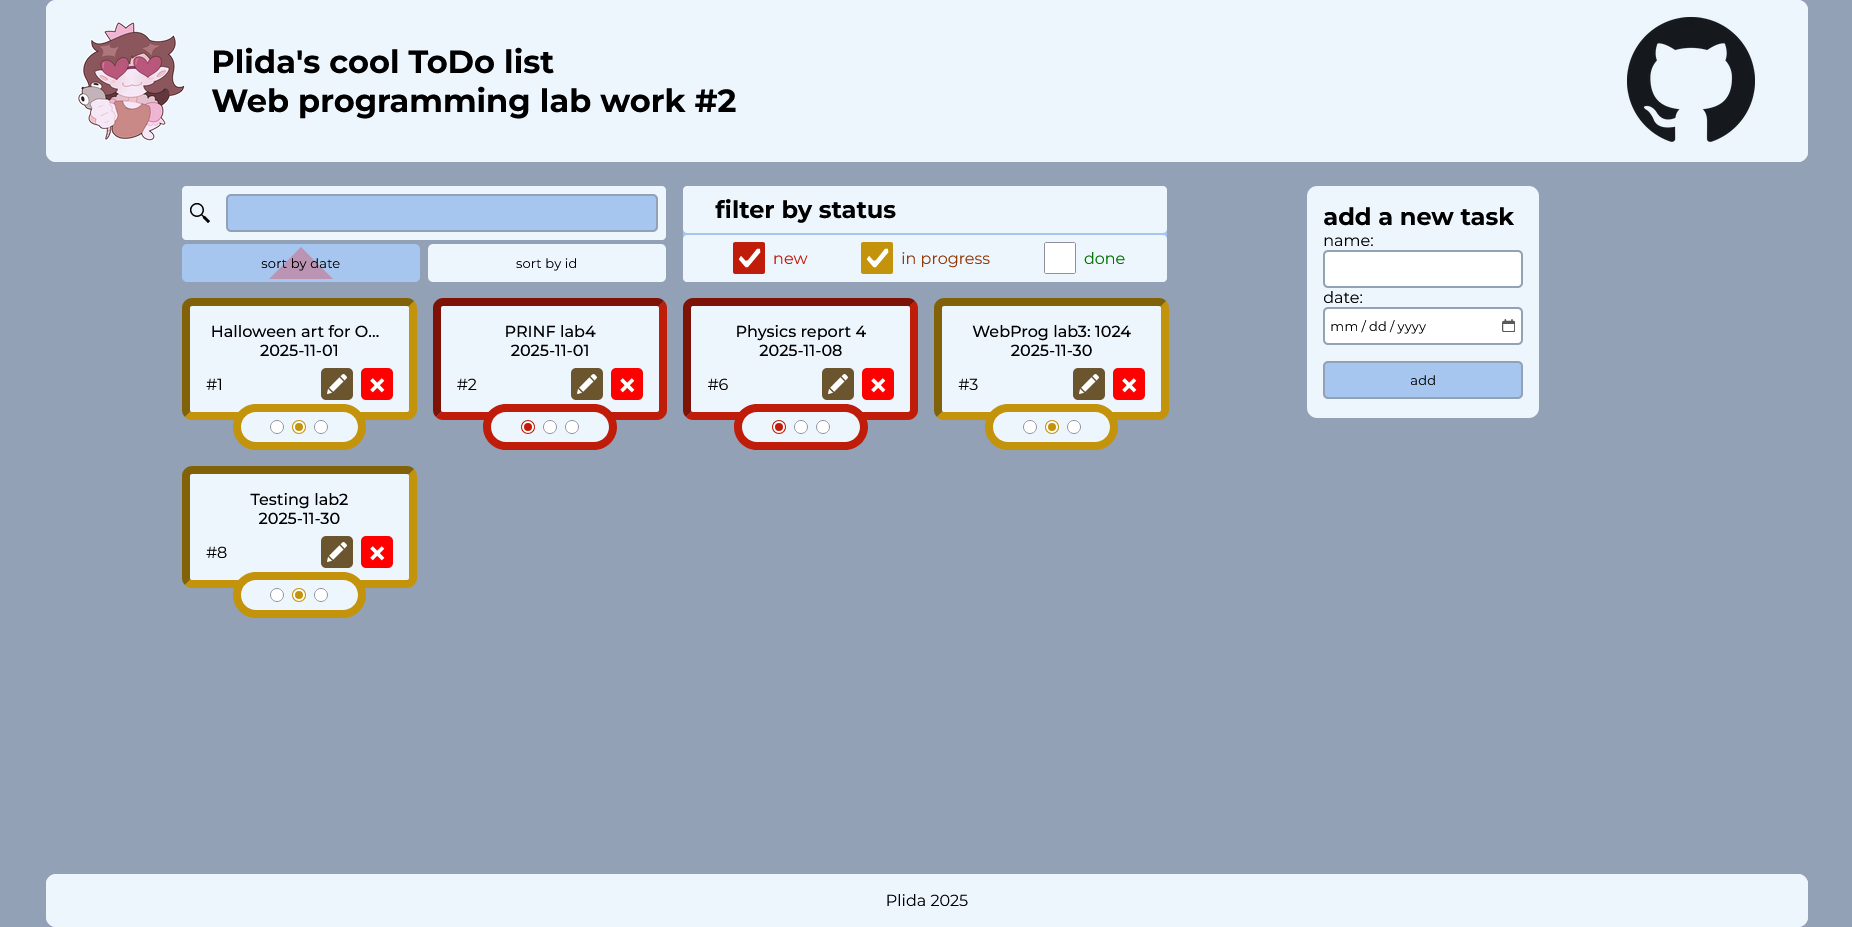 Plida's cool ToDo list
Web programming lab work #2
filter by status
add a new task
name:
sort by date
sort by id
new
in progress
done
date:
mm/dd/yyyy
add
Halloween art for O...
2025-11-01
#1
PRINF lab4
2025-11-01
#2
Physics report 4
2025-11-08
#6
WebProg lab3: 1024
2025-11-30
#3
Testing lab2
2025-11-30
#8
Plida 2025